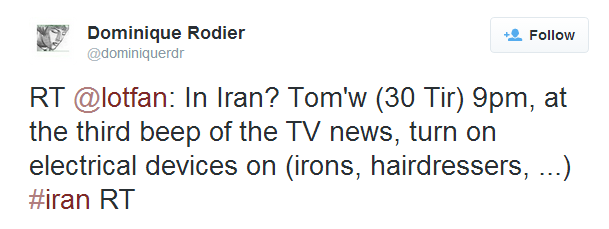 Dominique Rodier
@dominiquerdr
Follow
RT @lotfan: In Iran? Tom'w (30 Tir) 9pm, at
the third beep of the TV news, turn on
electrical devices on (irons, hairdressers, ...)
#iran RT